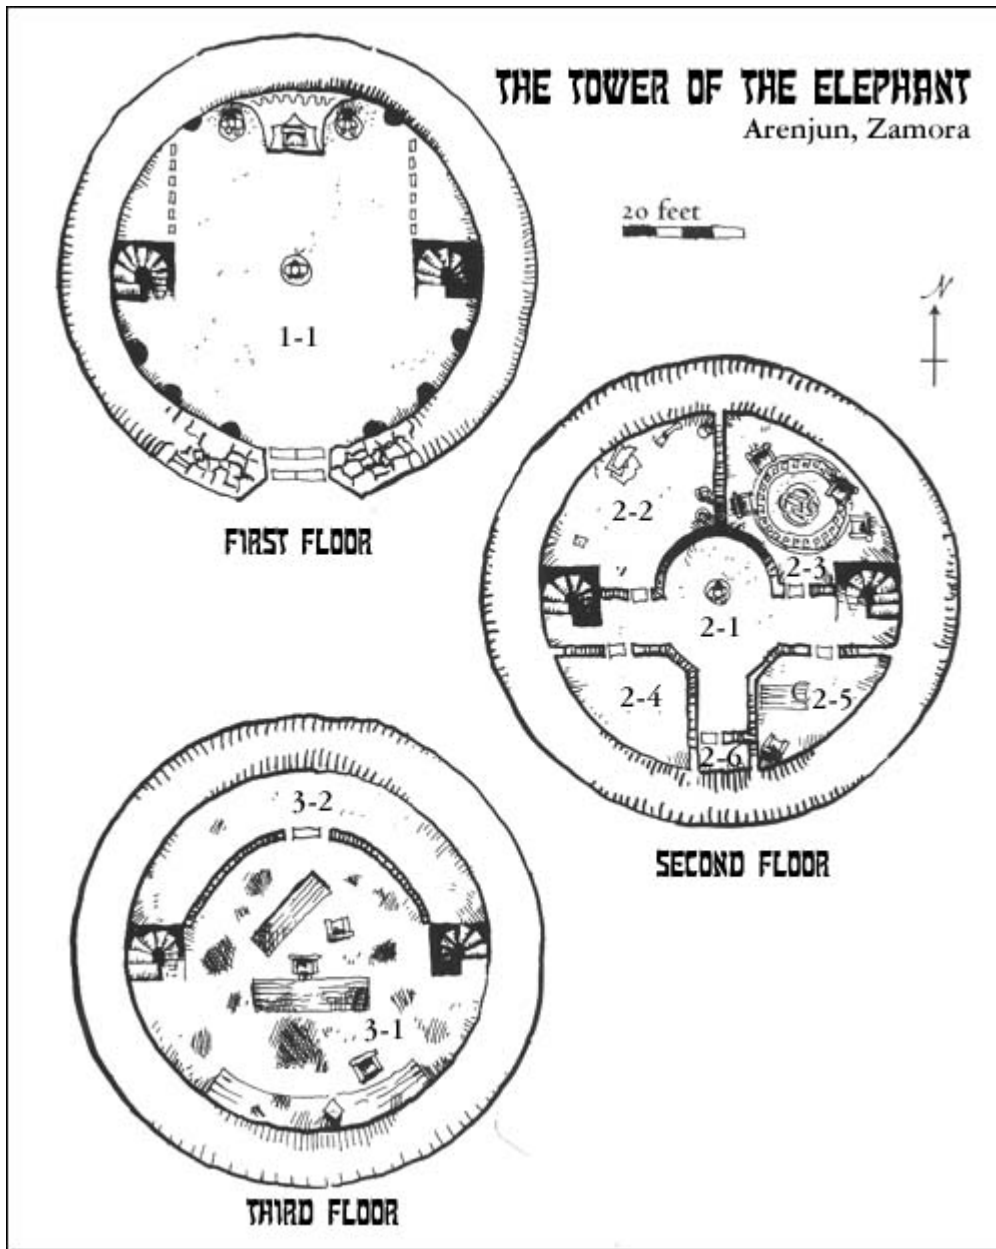 THE TOWER OF THE ELEPHANT
Arenjun, Zamora
20 feet
N
1-1
FIRST FLOOR
2-2
2-3
2-1
2-4
2-5
2-6
SECOND FLOOR
3-2
3-1
THIRD FLOOR